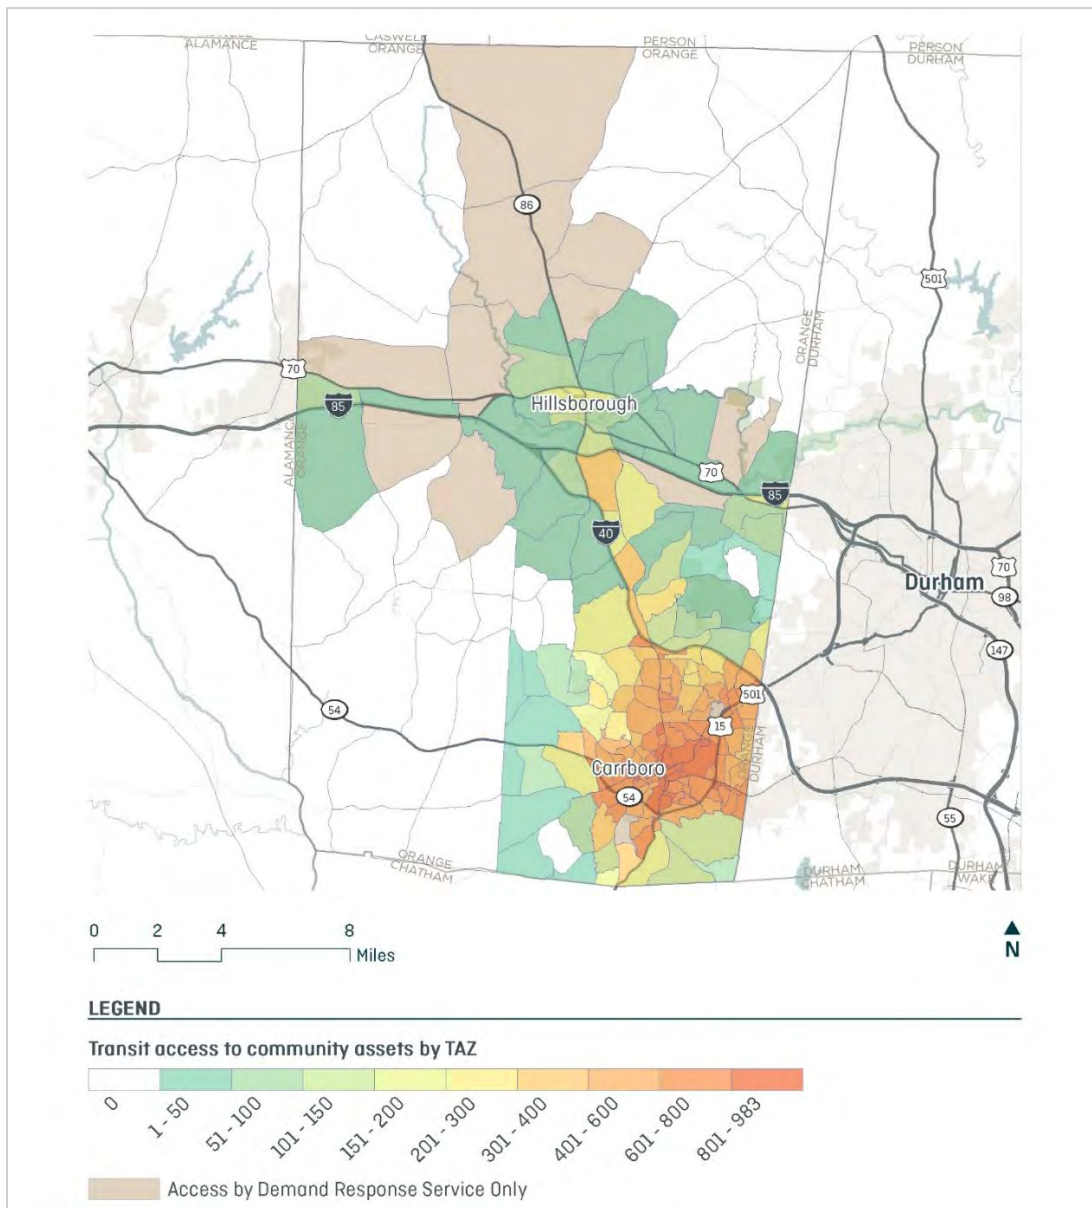 ALAMANCE
CASWELL
ORANGE
PERSON
ORANGE
PERSON
DURHAM
86
501
ORANGE
DURHAM
70
85
Hillsborough
ALAMANCE
ORANGE
70
85
40
70
Durham
98
147
54
501
15
ORANGE
DURHAM
Carrboro
54
55
ORANGE
CHATHAM
DURHAM
CHATHAM
DURHAM
WAKE
0 2 4 8
Miles
N
LEGEND
Transit access to community assets by TAZ
0
1 - 50
51 - 100
101 - 150
151 - 200
201 - 300
301 - 400
401 - 600
601 - 800
801 - 983
Access by Demand Response Service Only